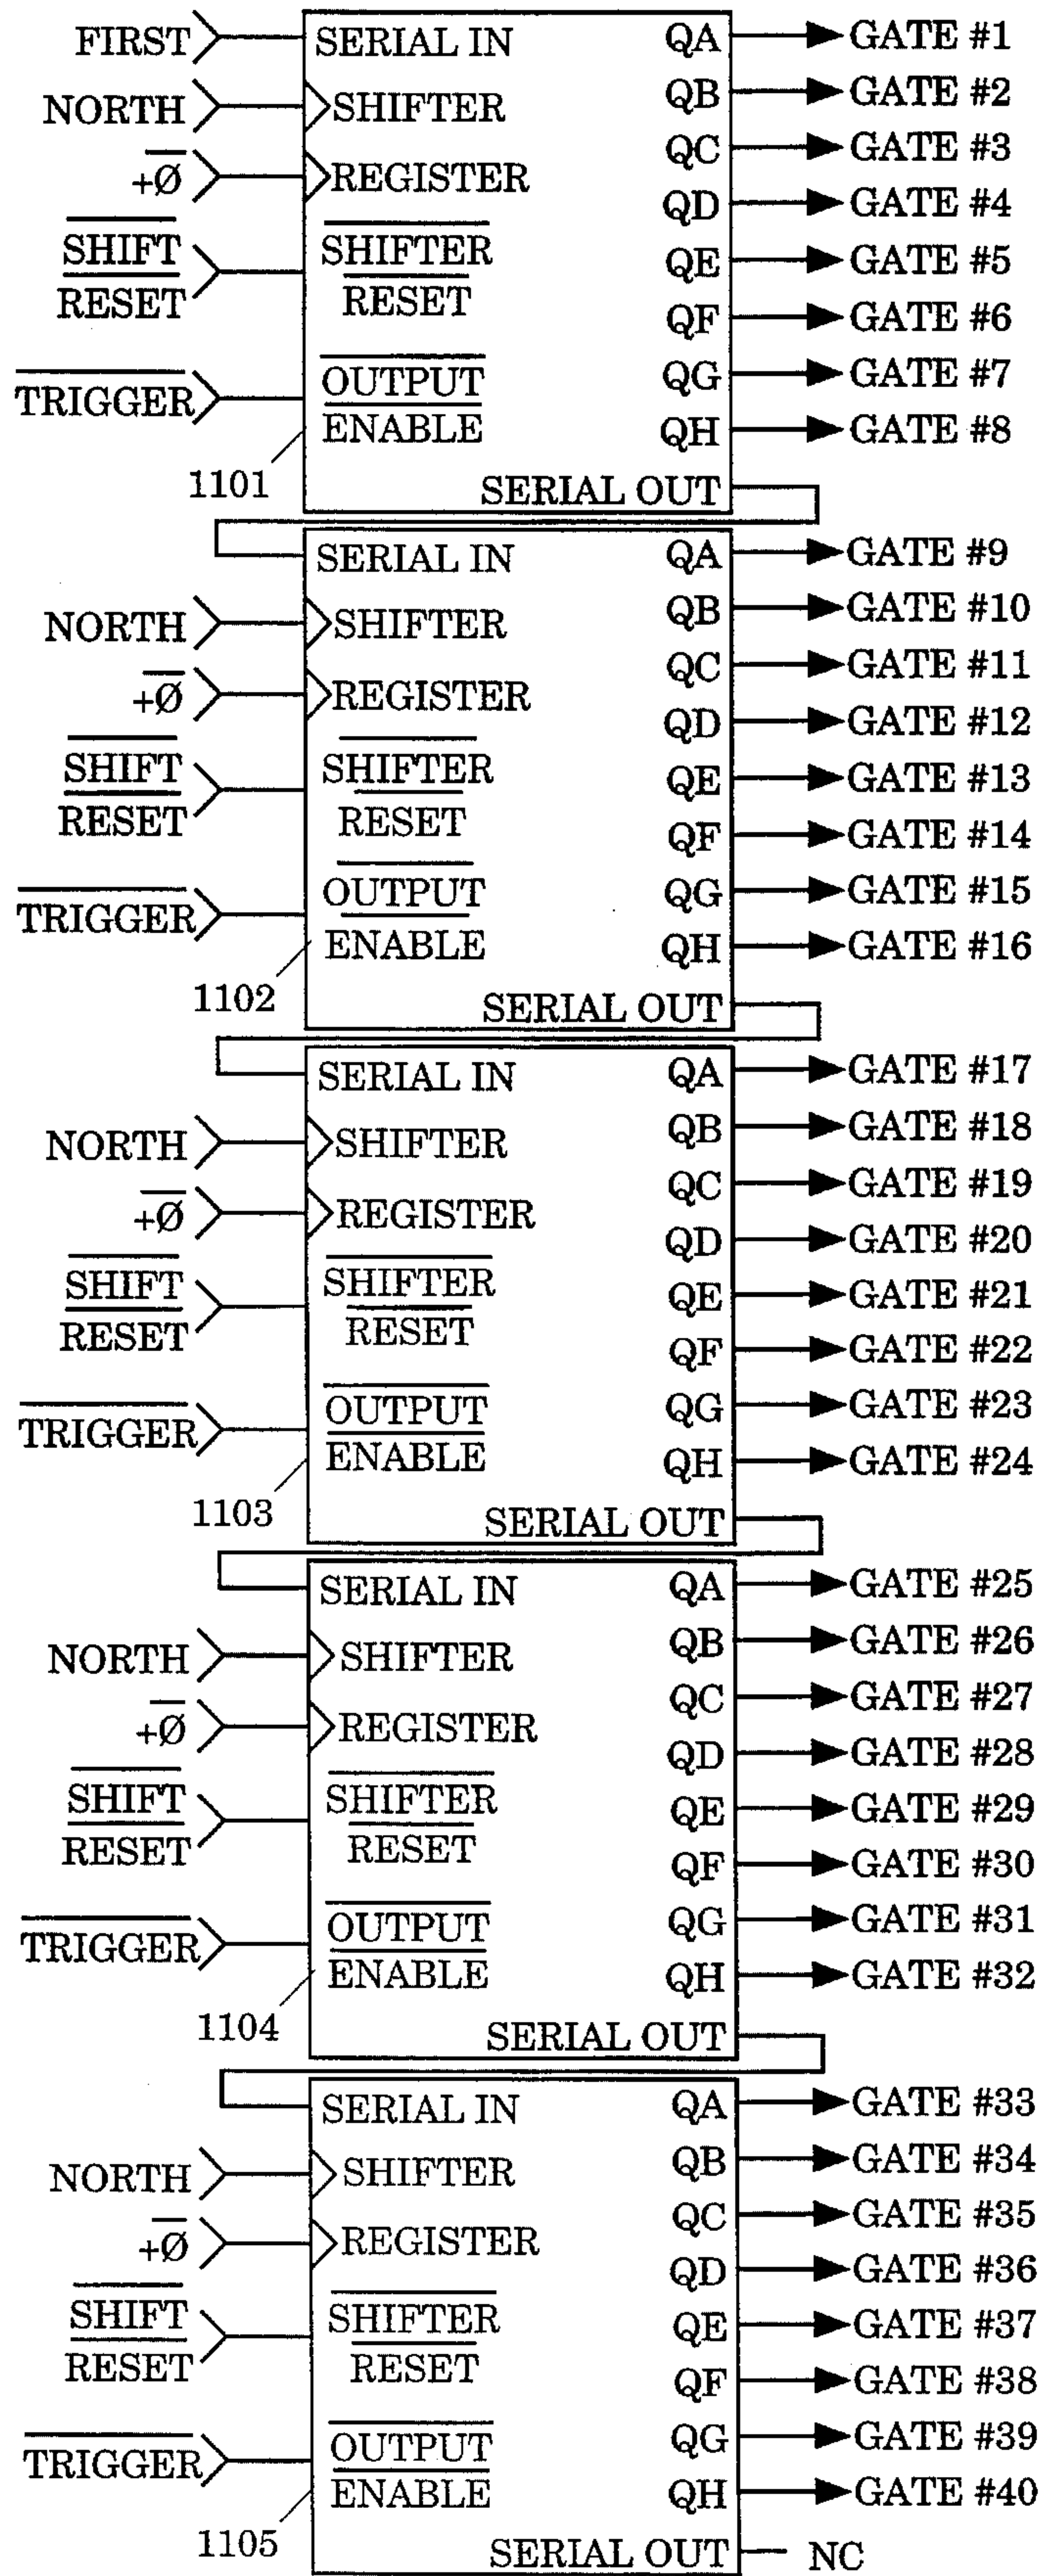 FIRST SERIAL IN QA GATE #1
NORTH SHIFTER QB GATE #2
+Ø REGISTER QC GATE #3
QD GATE #4
SHIFT SHIFTER QE GATE #5
RESET RESET QF GATE #6
TRIGGER OUTPUT QG GATE #7
ENABLE QH GATE #8
1101 SERIAL OUT
SERIAL IN QA GATE #9
NORTH SHIFTER QB GATE #10
+Ø REGISTER QC GATE #11
QD GATE #12
SHIFT SHIFTER QE GATE #13
RESET RESET QF GATE #14
TRIGGER OUTPUT QG GATE #15
ENABLE QH GATE #16
1102 SERIAL OUT
SERIAL IN QA GATE #17
NORTH SHIFTER QB GATE #18
+Ø REGISTER QC GATE #19
QD GATE #20
SHIFT SHIFTER QE GATE #21
RESET RESET QF GATE #22
TRIGGER OUTPUT QG GATE #23
ENABLE QH GATE #24
1103 SERIAL OUT
SERIAL IN QA GATE #25
NORTH SHIFTER QB GATE #26
+Ø REGISTER QC GATE #27
QD GATE #28
SHIFT SHIFTER QE GATE #29
RESET RESET QF GATE #30
TRIGGER OUTPUT QG GATE #31
ENABLE QH GATE #32
1104 SERIAL OUT
SERIAL IN QA GATE #33
NORTH SHIFTER QB GATE #34
+Ø REGISTER QC GATE #35
QD GATE #36
SHIFT SHIFTER QE GATE #37
RESET RESET QF GATE #38
TRIGGER OUTPUT QG GATE #39
ENABLE QH GATE #40
1105 SERIAL OUT NC